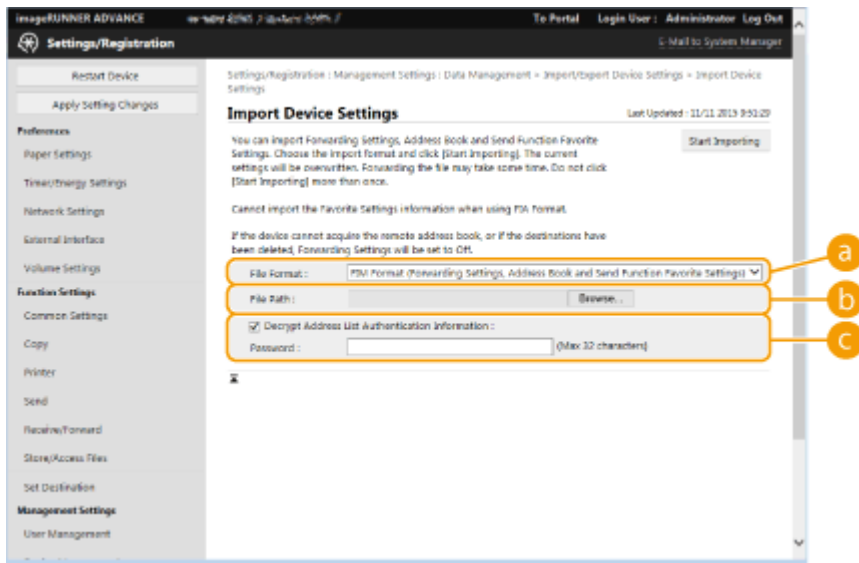 imageRUNNER ADVANCE
To Portal Login User : Administrator Log Out
Settings/Registration
E-Mail to System Manager
Restart Device
Apply Setting Changes
Preferences
Paper Settings
Timer/Energy Settings
Network Settings
External Interface
Volume Settings
Function Settings
Common Settings
Copy
Printer
Send
Receive/Forward
Store/Access Files
Set Destination
Management Settings
User Management
Settings/Registration : Management Settings : Data Management > Import/Export Device Settings > Import Device
Settings
Import Device Settings
Last Updated : 11/11 2015 9:51:29
You can import Forwarding Settings, Address Book and Send Function Favorite
Settings. Choose the import format and click [Start Importing]. The current
settings will be overwritten. Forwarding the file may take some time. Do not click
[Start Importing] more than once.
Start Importing
Cannot import the Favorite Settings information when using FIA Format.
If the device cannot acquire the remote address book, or if the destinations have
been deleted, Forwarding Settings will be set to Off.
File Format :
FIM Format (Forwarding Settings, Address Book and Send Function Favorite Settings)
a
File Path :
Browse...
b
Decrypt Address List Authentication Information :
Password :
(Max 32 characters)
c